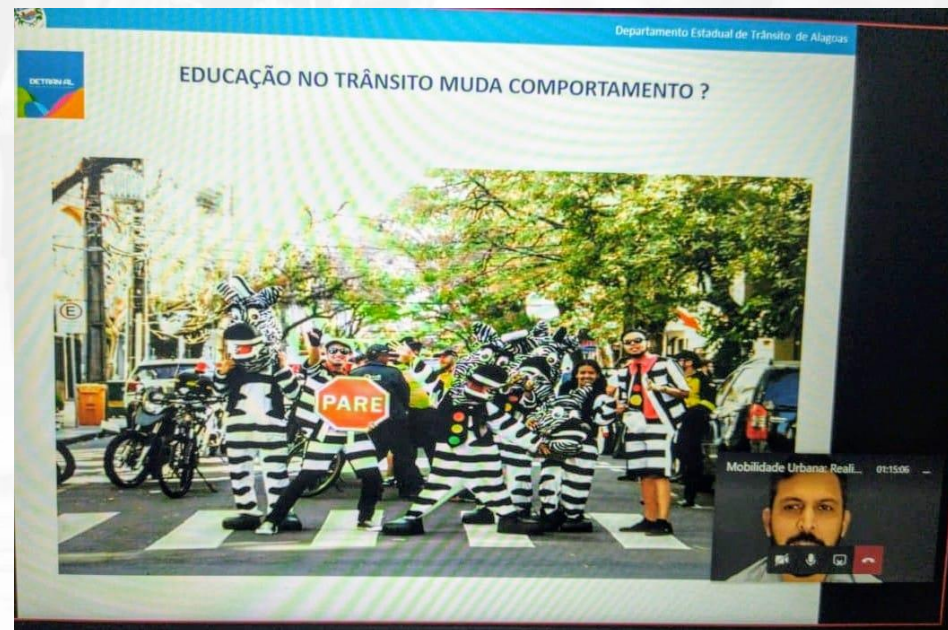 Departamento Estadual de Trânsito de Alagoas
DETRAN AL
EDUCAÇÃO NO TRÂNSITO MUDA COMPORTAMENTO ?
E
PARE
Mobilidade Urbana: Reali... 01:15:06